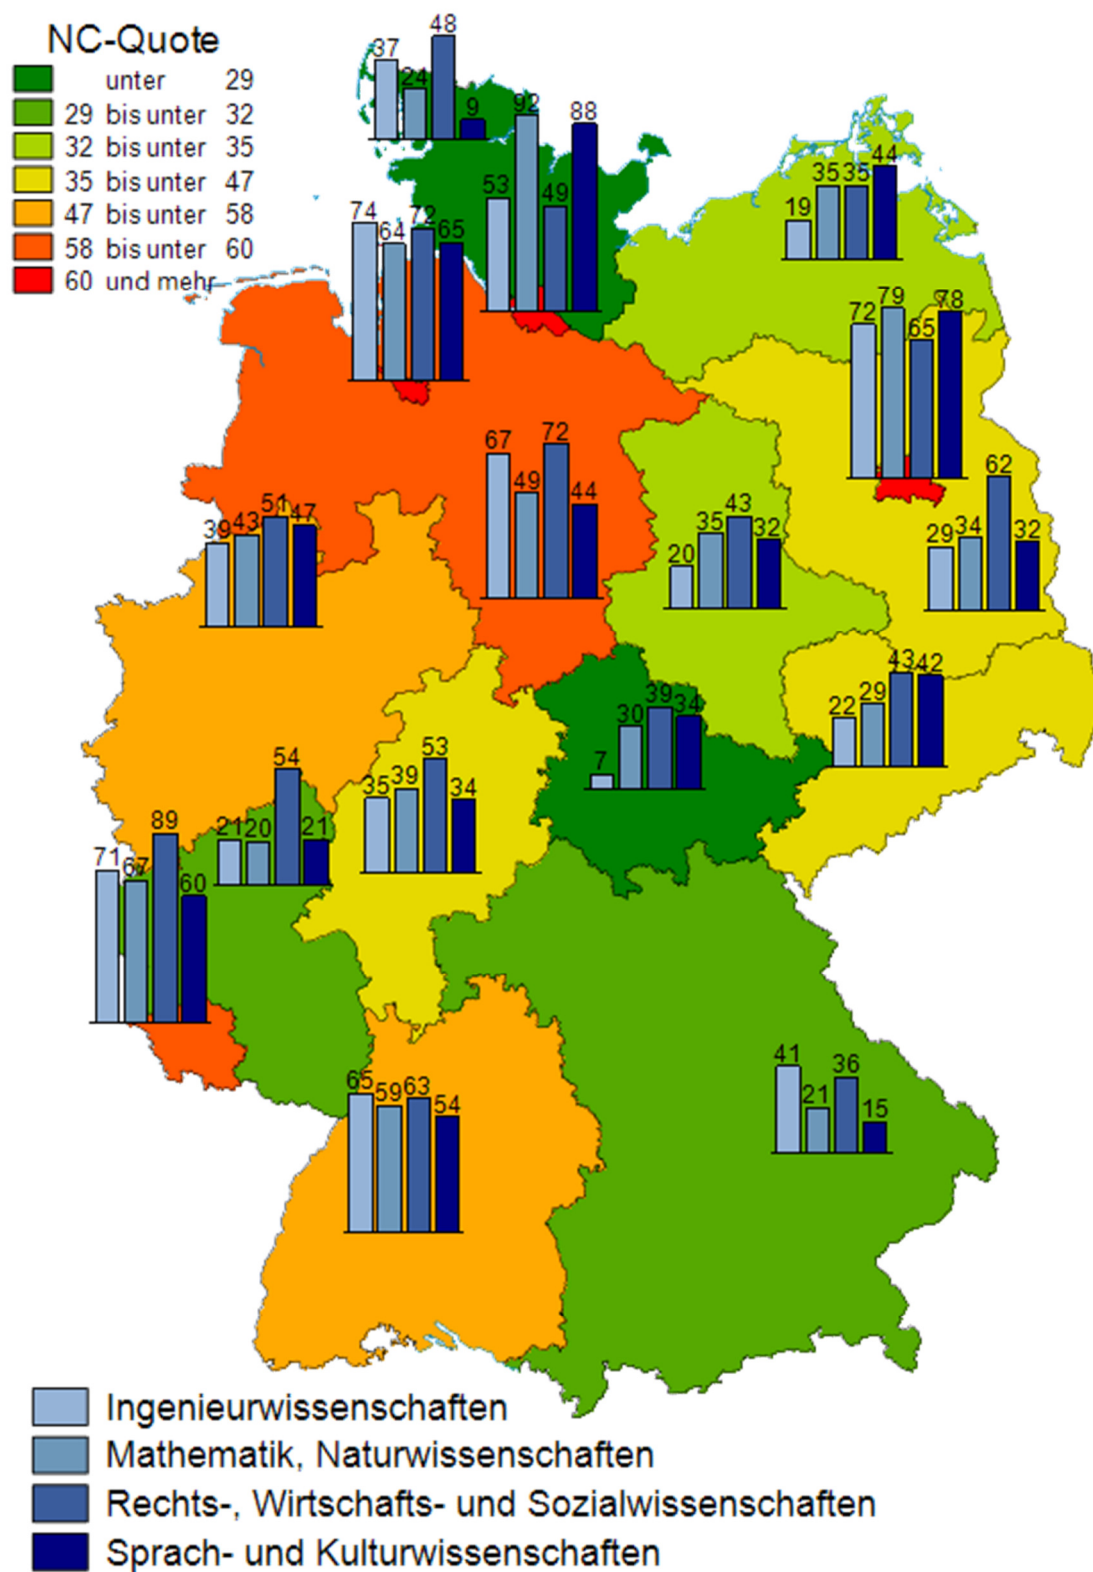 NC-Quote
unter 29
29 bis unter 32
32 bis unter 35
35 bis unter 47
47 bis unter 58
58 bis unter 60
60 und mehr
37 24 48 9
53 92 49 88
19 35 35 44
74 64 72 65
72 79 65 78
67 49 72 44
39 43 51 47
20 35 43 32
29 34 62 32
22 29 43 42
7 30 39 34
35 39 53 34
21 20 54 21
71 67 89 60
65 59 63 54
41 21 36 15
Ingenieurwissenschaften
Mathematik, Naturwissenschaften
Rechts-, Wirtschafts- und Sozialwissenschaften
Sprach- und Kulturwissenschaften